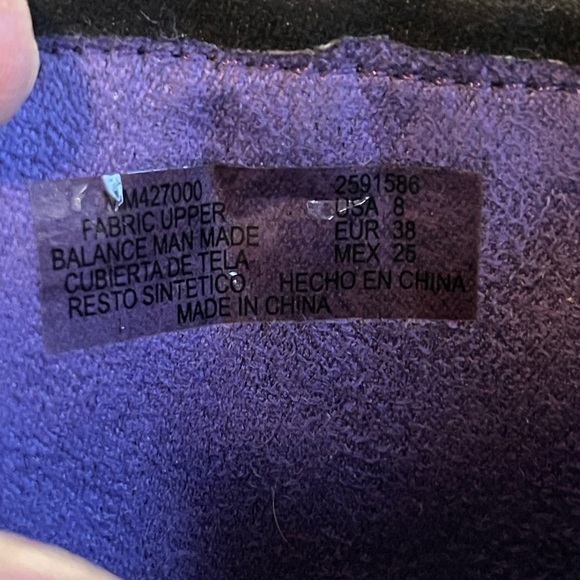 M427000 2591586
FABRIC UPPER USA 8
BALANCE MAN MADE EUR 38
CUBIERTA DE TELA MEX 25
RESTO SINTETICO HECHO EN CHINA
MADE IN CHINA